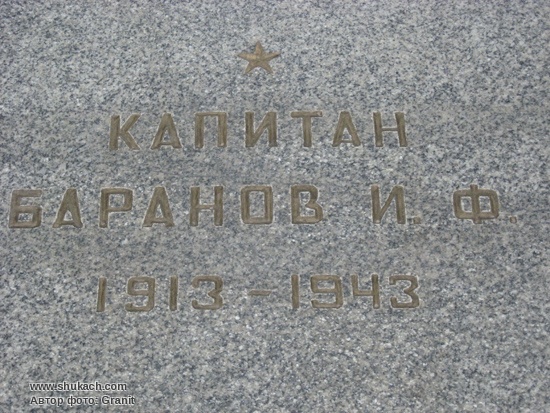 КАПИТАН
БАРАНОВ И. Ф.
1913 - 1943
www.shukach.com
Автор фото: Granit